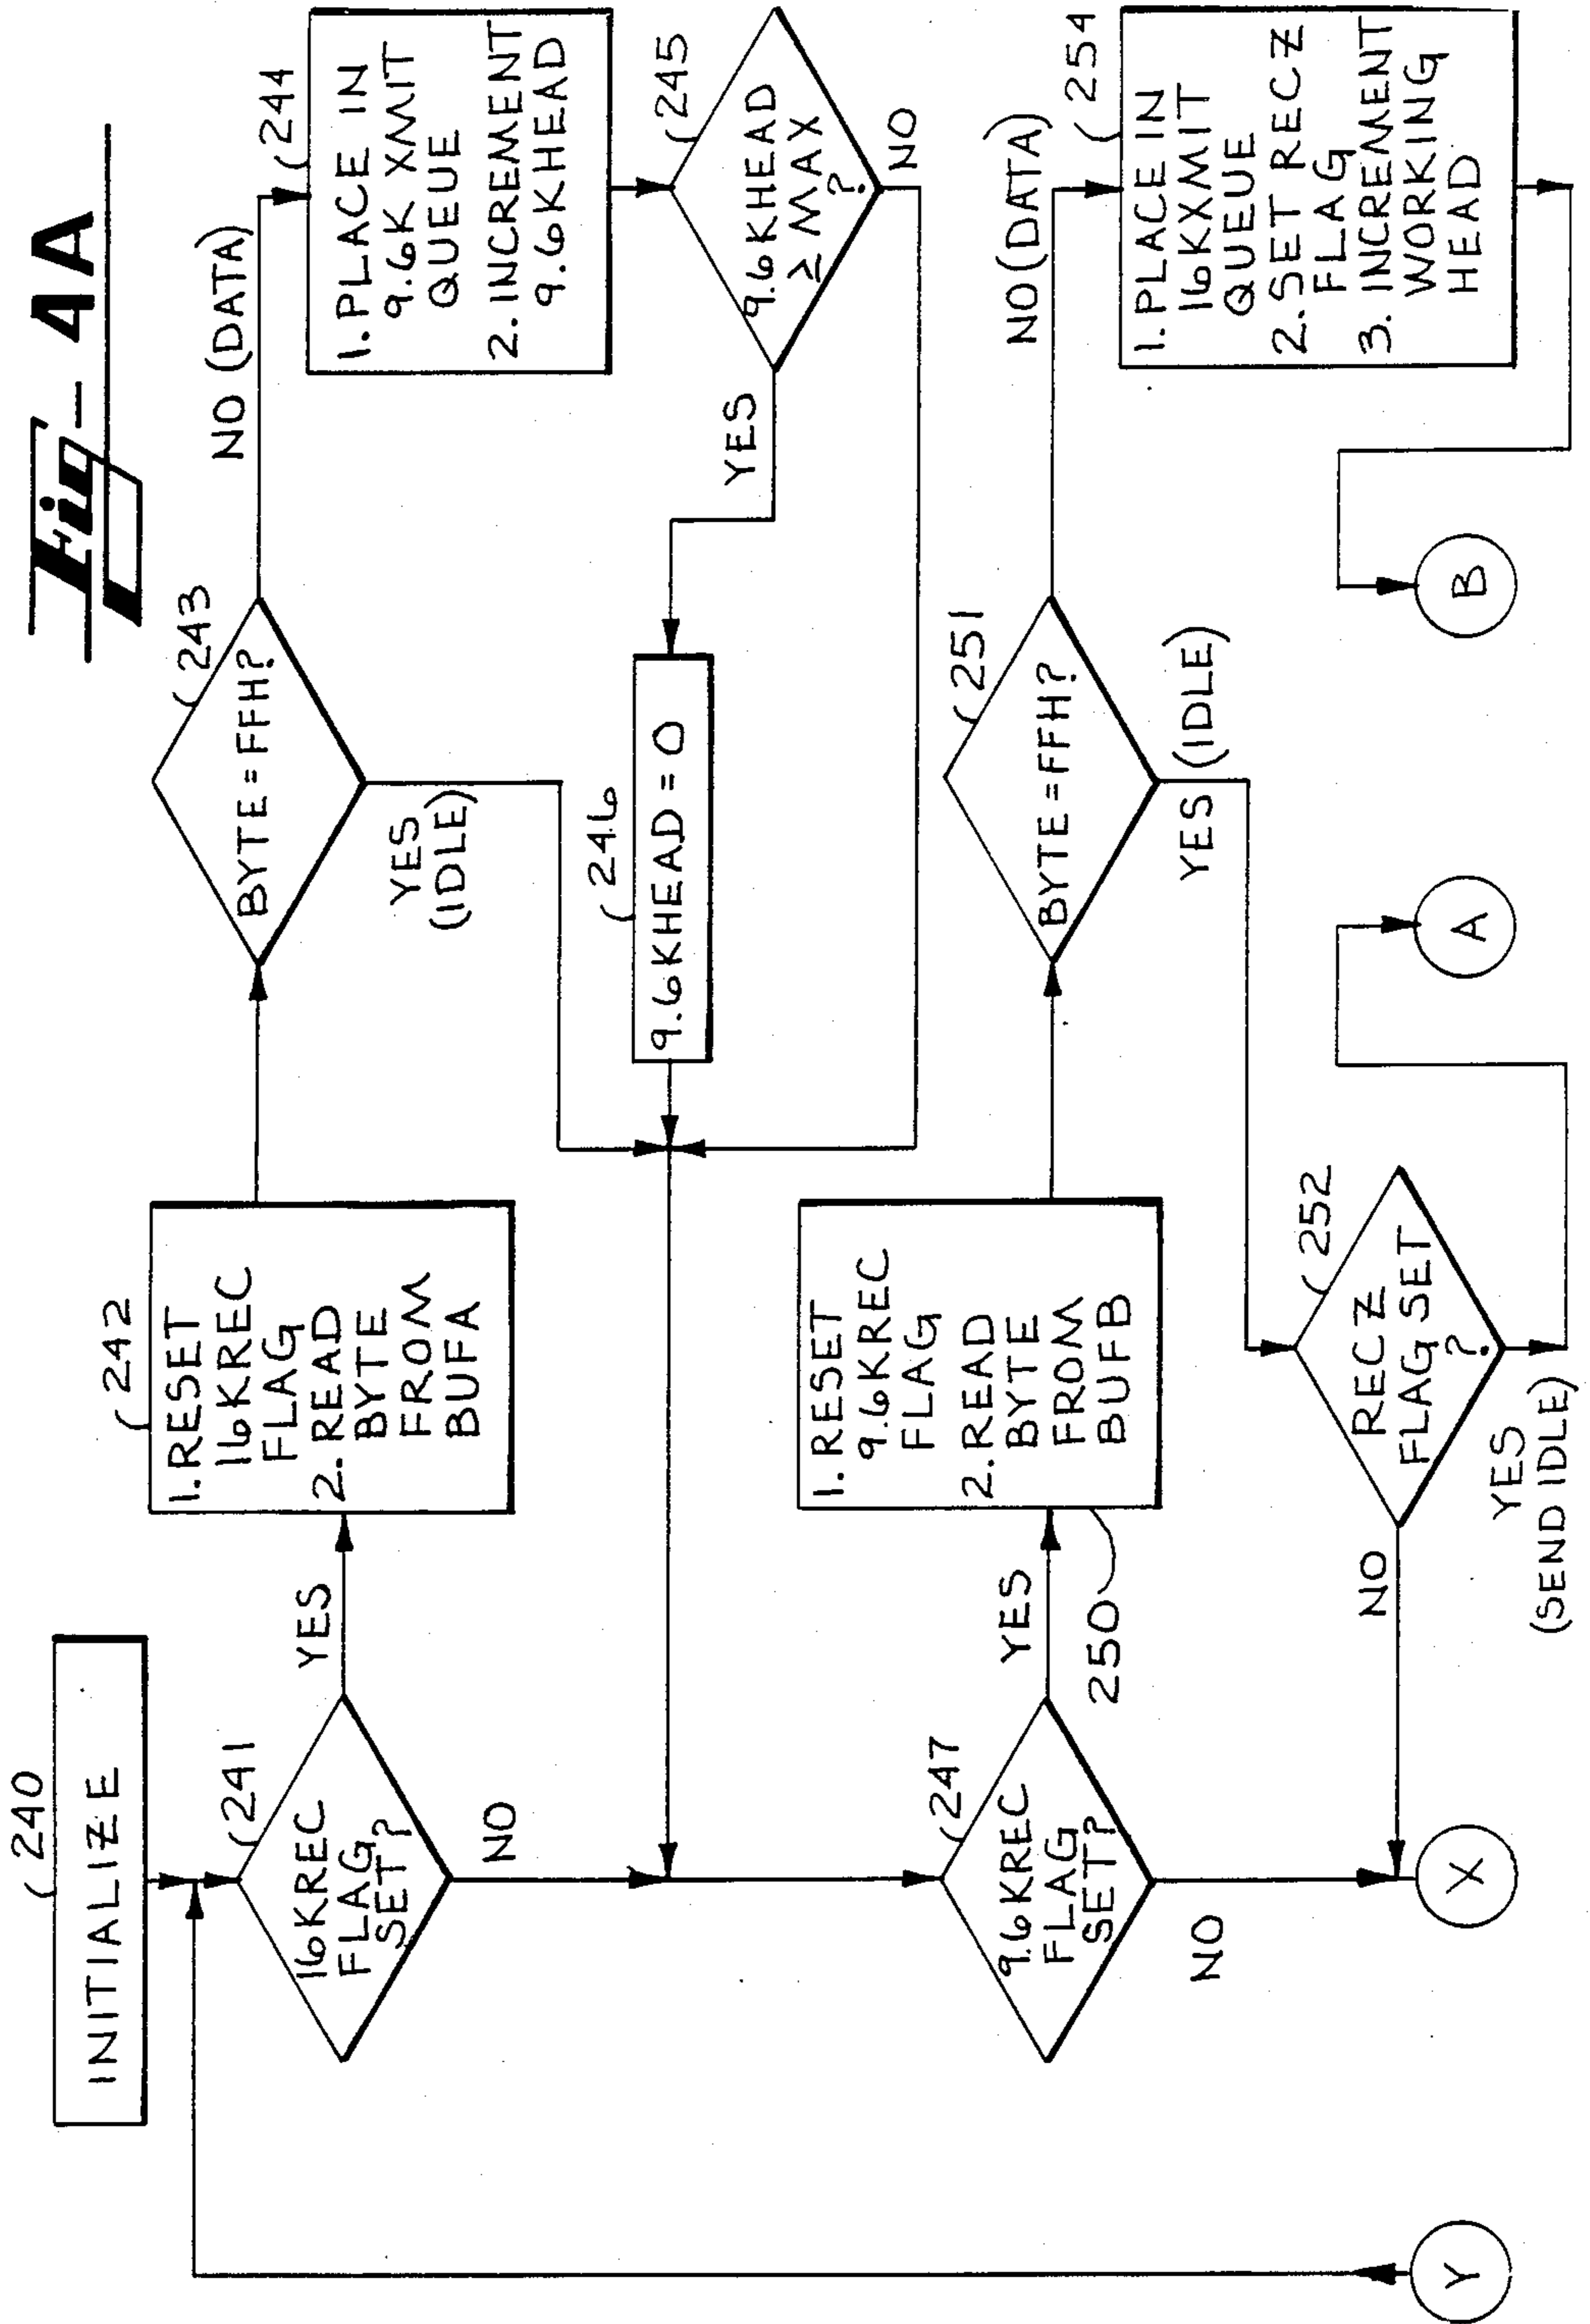 Fig-4A
240
INITIALIZE
241
16KREC
FLAG
SET?
YES
NO
242
1. RESET
16KREC
FLAG
2. READ
BYTE
FROM
BUFA
243
BYTE = FFH?
NO (DATA)
YES
(IDLE)
244
1. PLACE IN
9.6K XMIT
QUEUE
2. INCREMENT
9.6KHEAD
245
9.6KHEAD
≥ MAX
?
YES
NO
246
9.6KHEAD = 0
247
9.6KREC
FLAG
SET?
YES
NO
250
1. RESET
9.6KREC
FLAG
2. READ
BYTE
FROM
BUFB
251
BYTE = FFH?
NO (DATA)
YES (IDLE)
252
RECZ
FLAG SET
?
NO
YES
(SEND IDLE)
254
1. PLACE IN
16KXMIT
QUEUE
2. SET RECZ
FLAG
3. INCREMENT
WORKING
HEAD
Y
X
A
B